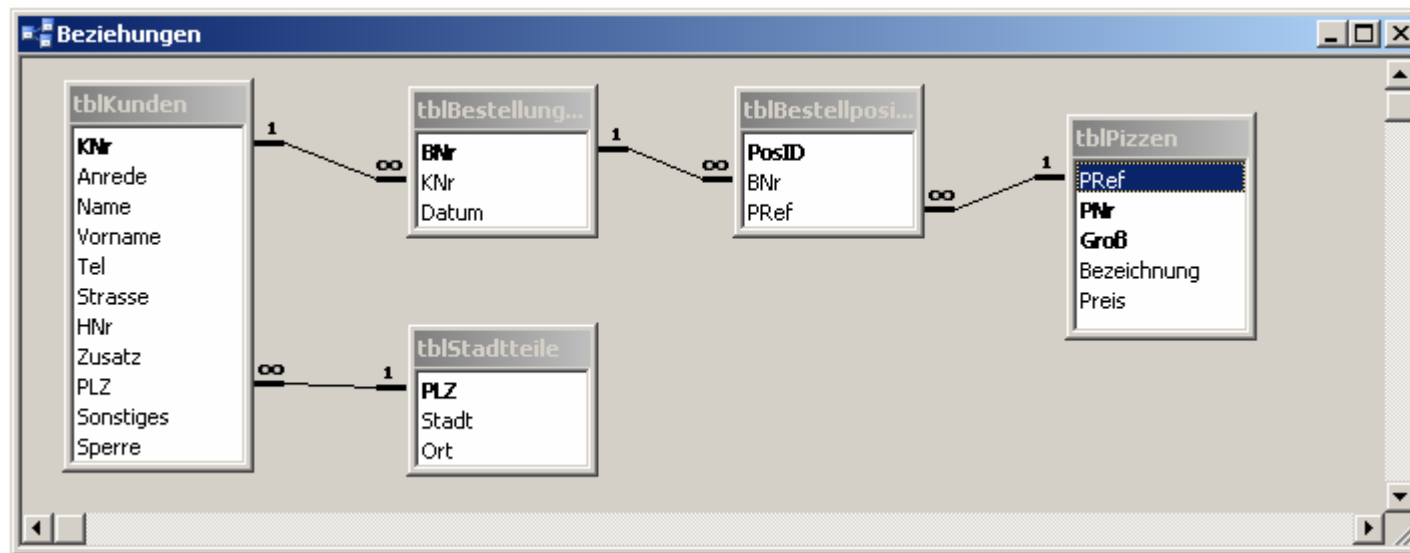 Beziehungen
tblKunden
KNr
Anrede
Name
Vorname
Tel
Strasse
HNr
Zusatz
PLZ
Sonstiges
Sperre
1
∞
tblBestellung...
BNr
KNr
Datum
1
∞
tblBestellposi...
PosID
BNr
PRef
∞
1
tblPizzen
PRef
PNr
Groß
Bezeichnung
Preis
∞
1
tblStadtteile
PLZ
Stadt
Ort